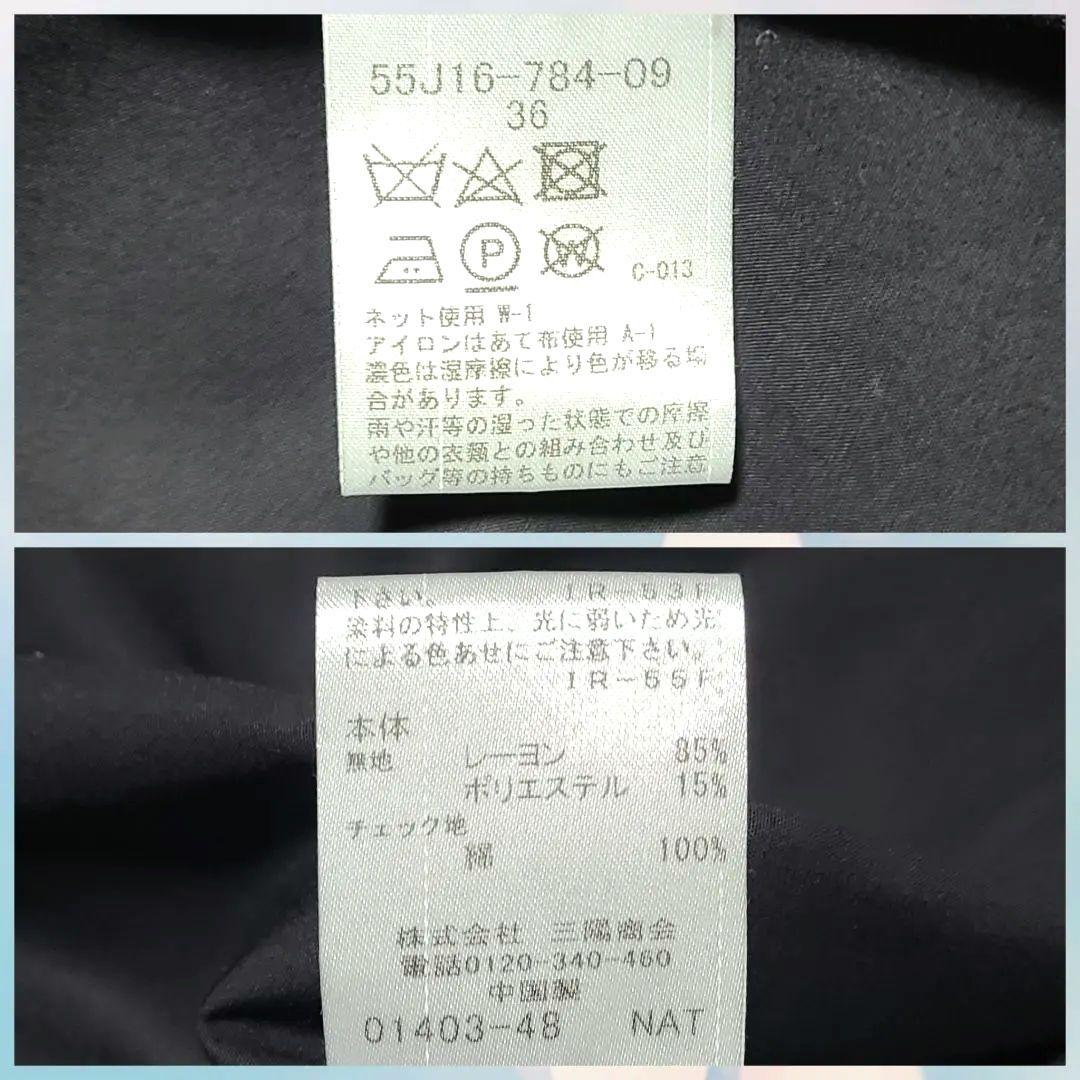 55J16-784-09
36
P
W
C-013
ネット使用 W-1
アイロンはあて布使用 A-1
濃色は湿摩擦により色が移る場
合があります。
雨や汗等の湿った状態での摩擦
や他の衣類との組み合わせ及び
バッグ等の持ちものにもご注意
下さい。 IR-53F
染料の特性上、光に弱いため光
による色あせにご注意下さい。
IR-55F
本体
無地 レーヨン 85%
ポリエステル 15%
チェック地
綿 100%
株式会社 三陽商会
電話0120-340-460
中国製
01403-48 NAT